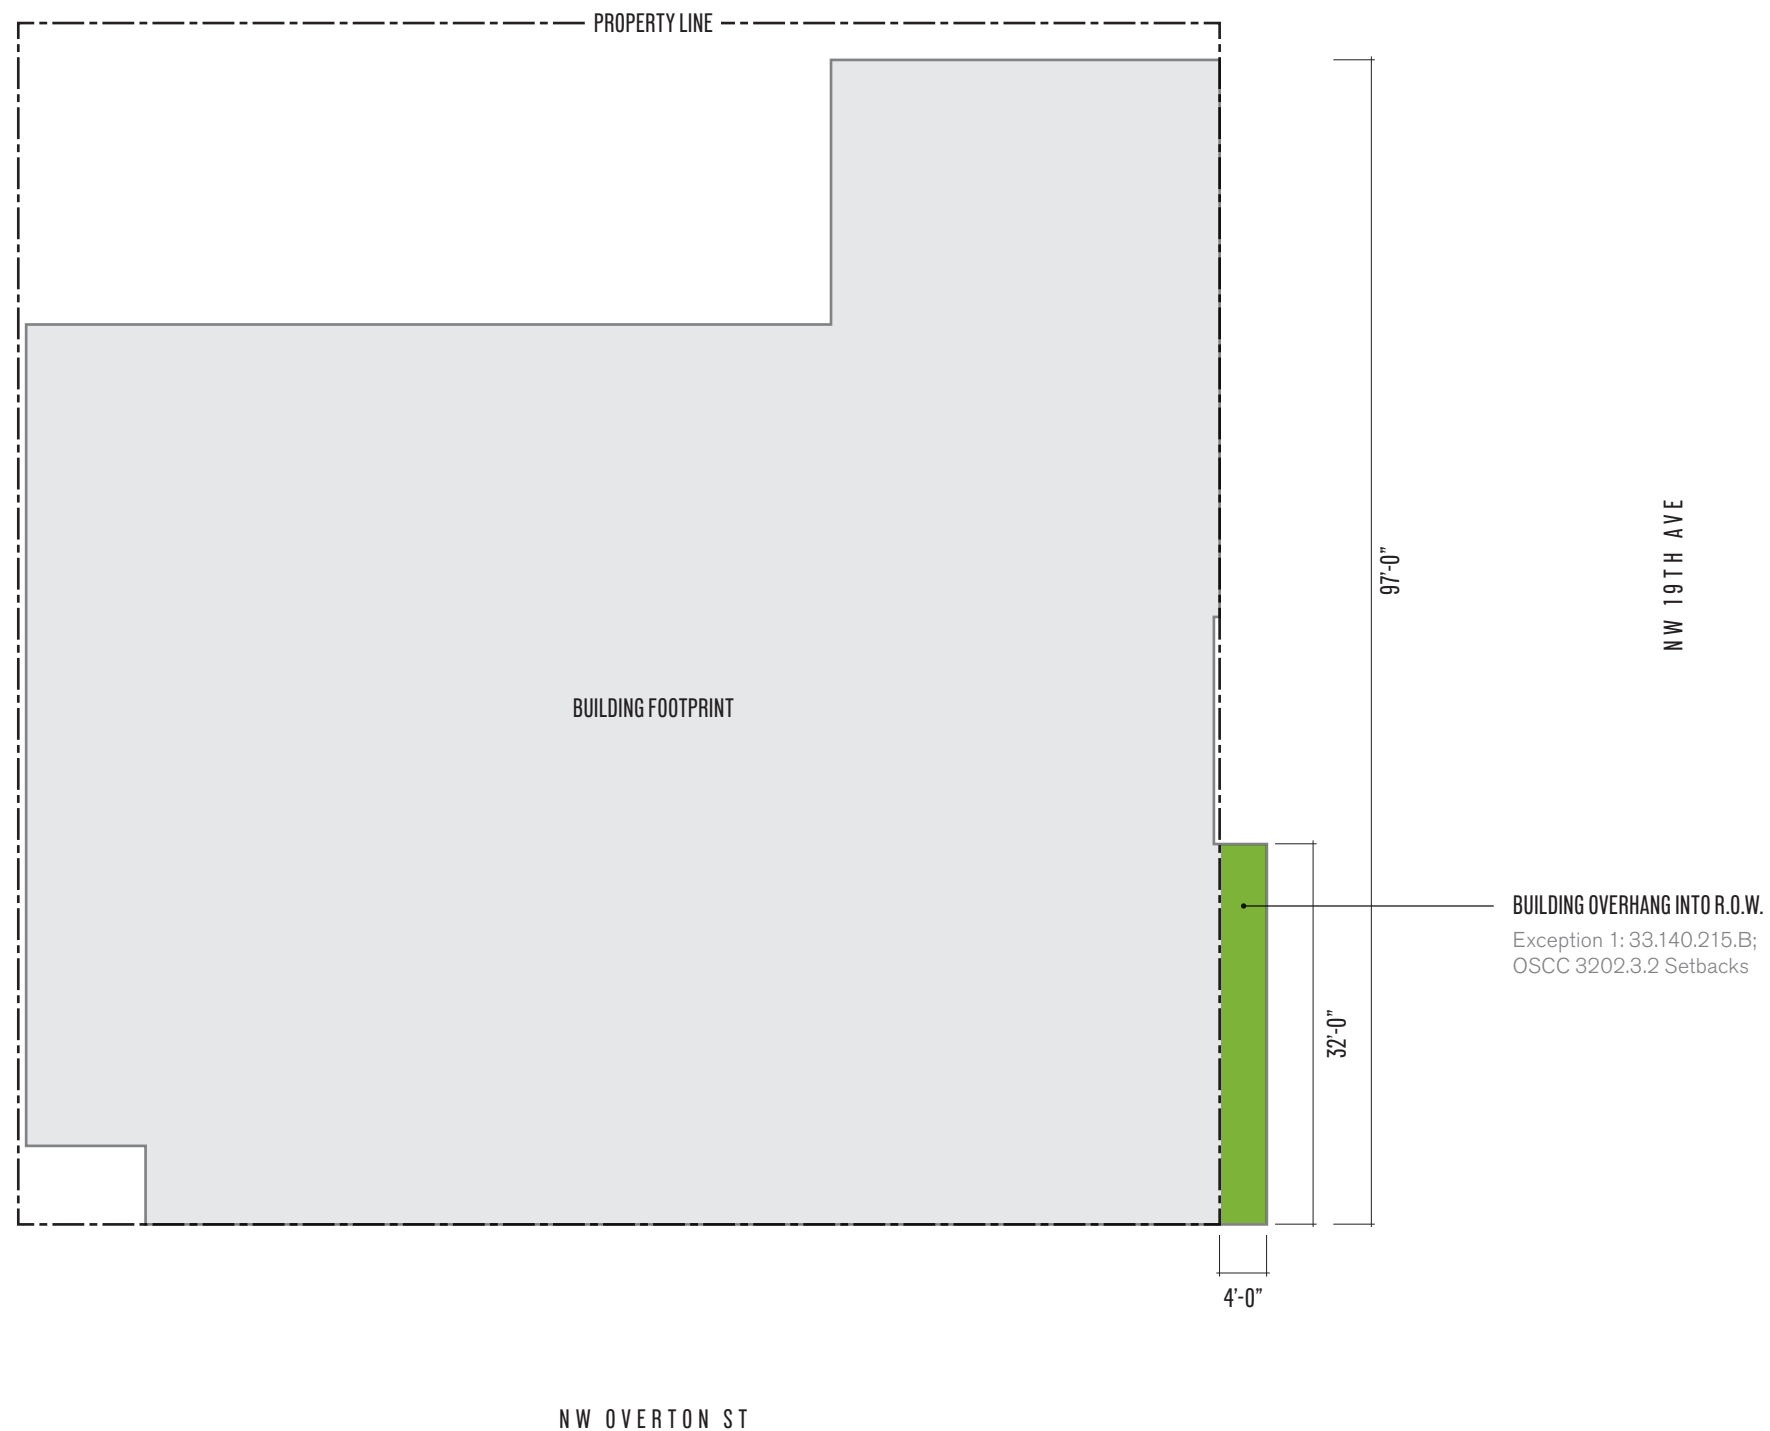 PROPERTY LINE
NW 19TH AVE
97’-0”
BUILDING FOOTPRINT
BUILDING OVERHANG INTO R.O.W.
Exception 1: 33.140.215.B;
OSCC 3202.3.2 Setbacks
32’-0”
4’-0”
NW OVERTON ST